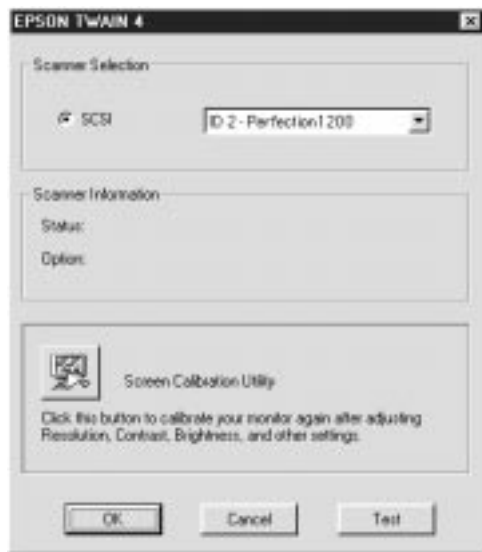 EPSON TWAIN 4
Scanner Selection
SCSI
ID 2 - Perfection1200
Scanner Information
Status:
Option:
Screen Calibration Utility
Click this button to calibrate your monitor again after adjusting
Resolution, Contrast, Brightness, and other settings.
OK
Cancel
Test